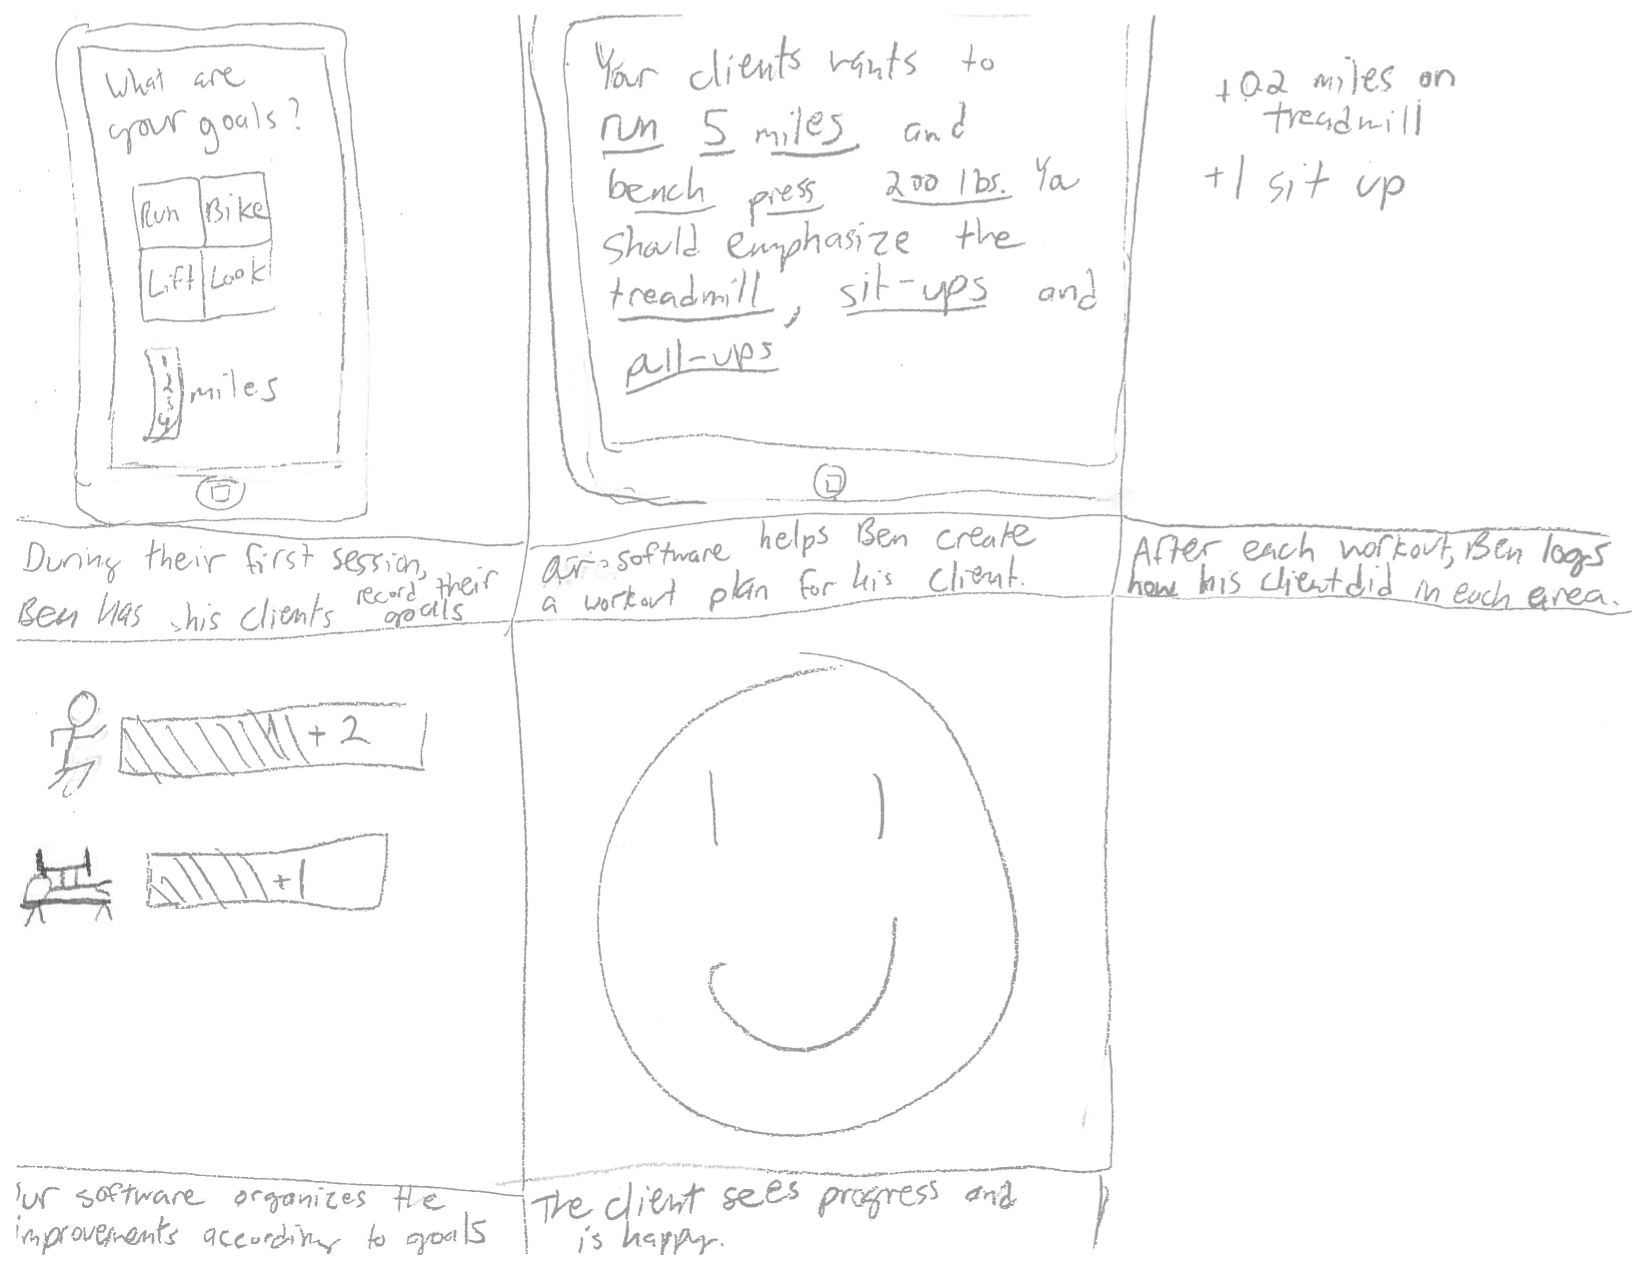 What are
your goals?
Run Bike
Lift Look
1
2
3
4
miles
During their first session,
Ben has his clients record their
goals
Your clients wants to
run 5 miles and
bench press 200 lbs. You
should emphasize the
treadmill, sit-ups and
pull-ups
our software helps Ben create
a workout plan for his client.
+0.2 miles on
treadmill
+1 sit up
After each workout, Ben logs
how his client did in each area.
+2
+1
ur software organizes the
improvements according to goals
The client sees progress and
is happy.